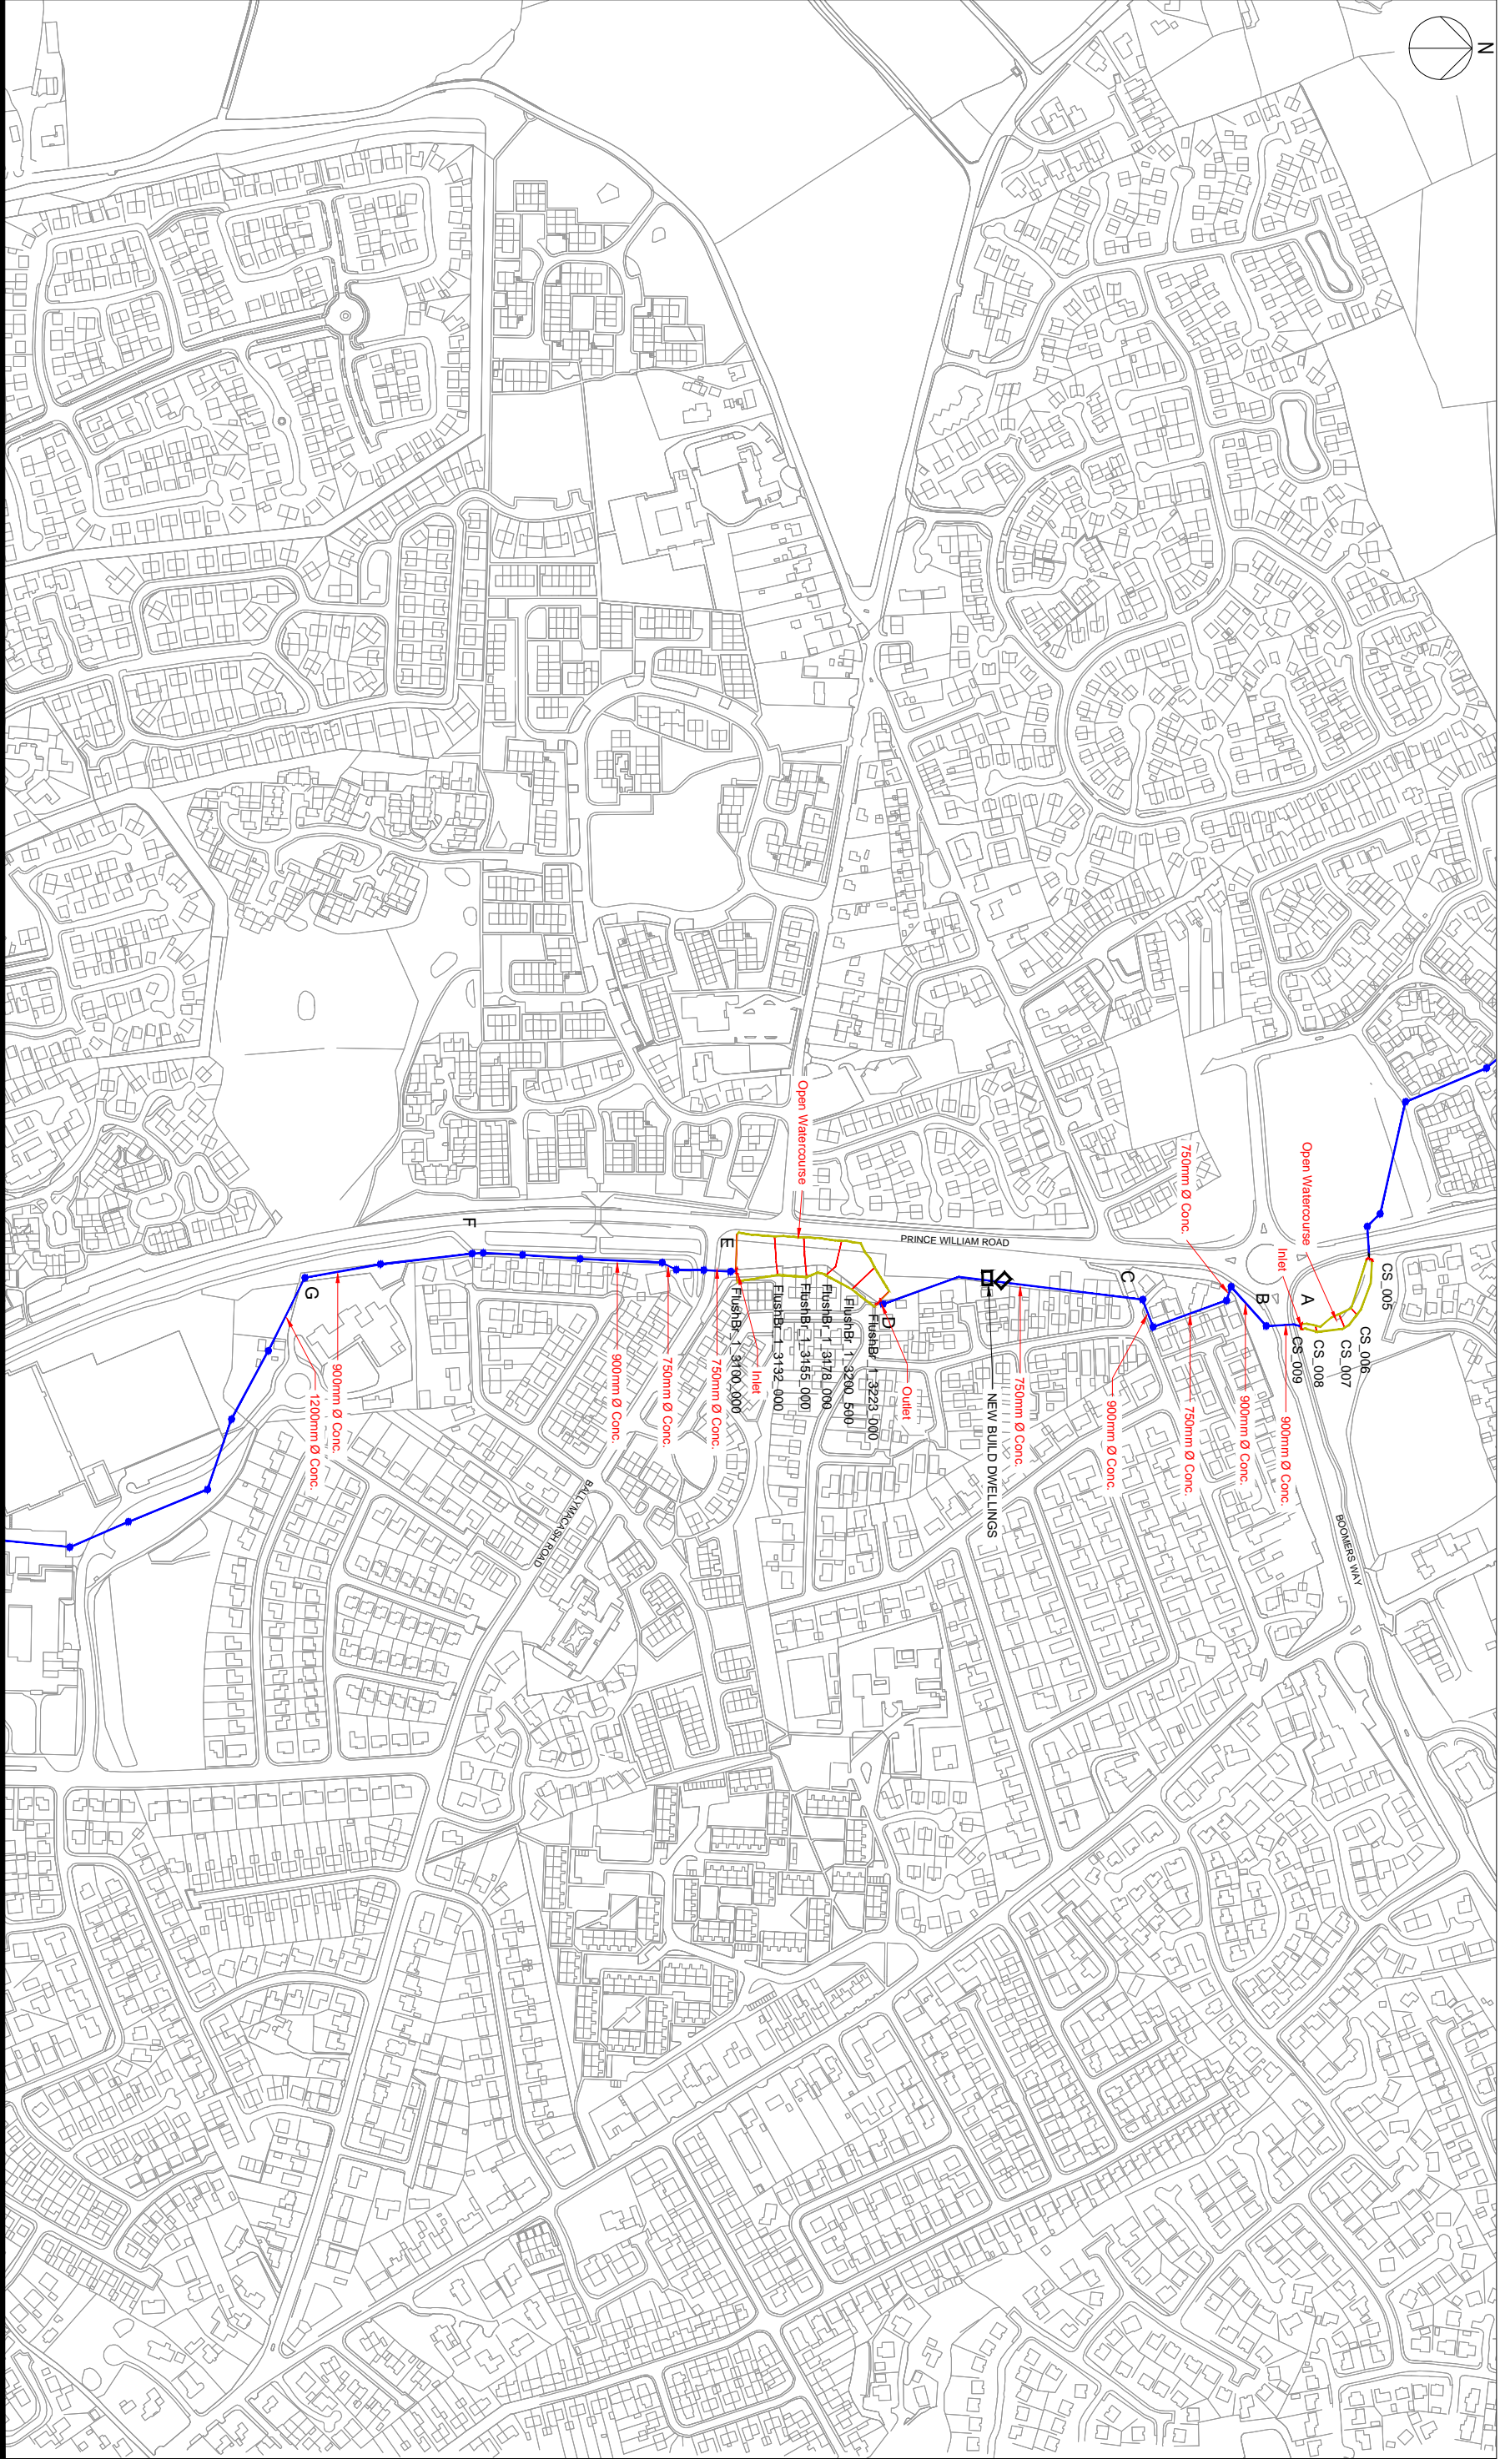 N
CS_005
CS_006
CS_007
CS_008
CS_009
Open Watercourse
Inlet
A
BOOMERS WAY
B
900mm Ø Conc.
900mm Ø Conc.
750mm Ø Conc.
750mm Ø Conc.
C
900mm Ø Conc.
750mm Ø Conc.
NEW BUILD DWELLINGS
PRINCE WILLIAM ROAD
D
Outlet
FlushBr_1_3223_000
FlushBr_1_3200_500
FlushBr_1_3178_000
FlushBr_1_3155_000
FlushBr_1_3132_000
FlushBr_1_3100_000
Open Watercourse
Inlet
E
750mm Ø Conc.
750mm Ø Conc.
900mm Ø Conc.
BALLYMACASH ROAD
F
G
900mm Ø Conc.
1200mm Ø Conc.